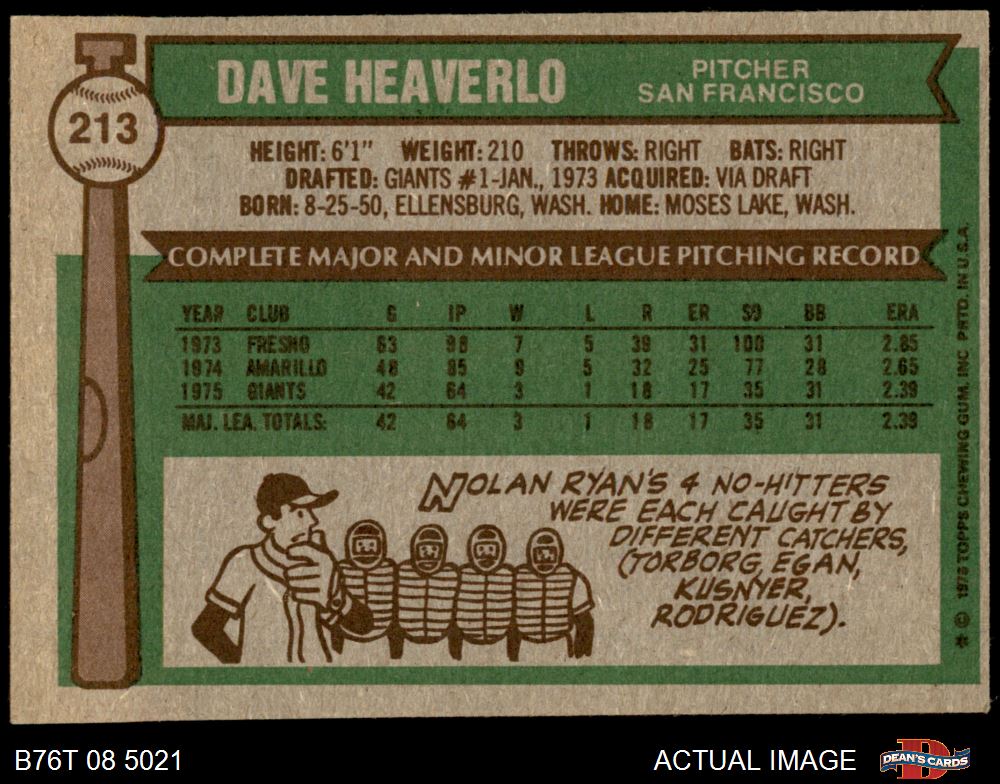 213
DAVE HEAVERLO
PITCHER
SAN FRANCISCO
HEIGHT: 6'1" WEIGHT: 210 THROWS: RIGHT BATS: RIGHT
DRAFTED: GIANTS #1-JAN., 1973 ACQUIRED: VIA DRAFT
BORN: 8-25-50, ELLENSBURG, WASH. HOME: MOSES LAKE, WASH.
COMPLETE MAJOR AND MINOR LEAGUE PITCHING RECORD
YEAR CLUB G IP W L R ER SO BB ERA
1973 FRESNO 63 98 7 5 39 31 100 31 2.85
1974 AMARILLO 48 85 9 5 32 25 77 28 2.65
1975 GIANTS 42 64 3 1 18 17 35 31 2.39
MAJ. LEA. TOTALS: 42 64 3 1 18 17 35 31 2.39
NOLAN RYAN'S 4 NO-HITTERS
WERE EACH CAUGHT BY
DIFFERENT CATCHERS,
(TORBORG, EGAN,
KUSNYER,
RODRIGUEZ).
* © 1976 TOPPS CHEWING GUM, INC PRTD. IN U.S.A.
B76T 08 5021
ACTUAL IMAGE
D
DEAN'S CARDS